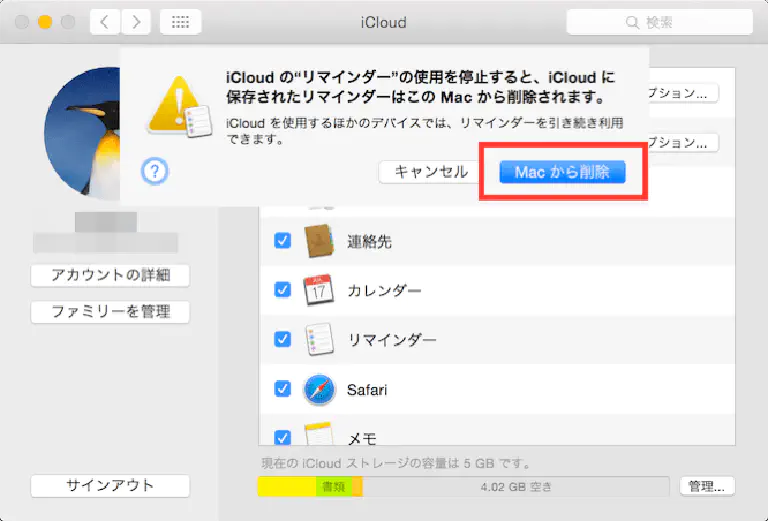 iCloud
検索
iCloud の“リマインダー”の使用を停止すると、iCloud に
保存されたリマインダーはこの Mac から削除されます。
iCloud を使用するほかのデバイスでは、リマインダーを引き続き利用
できます。
?
キャンセル
Mac から削除
プション...
プション...
連絡先
カレンダー
17
リマインダー
Safari
メモ
アカウントの詳細
ファミリーを管理
サインアウト
現在の iCloud ストレージの容量は 5 GB です。
書類
4.02 GB 空き
管理...